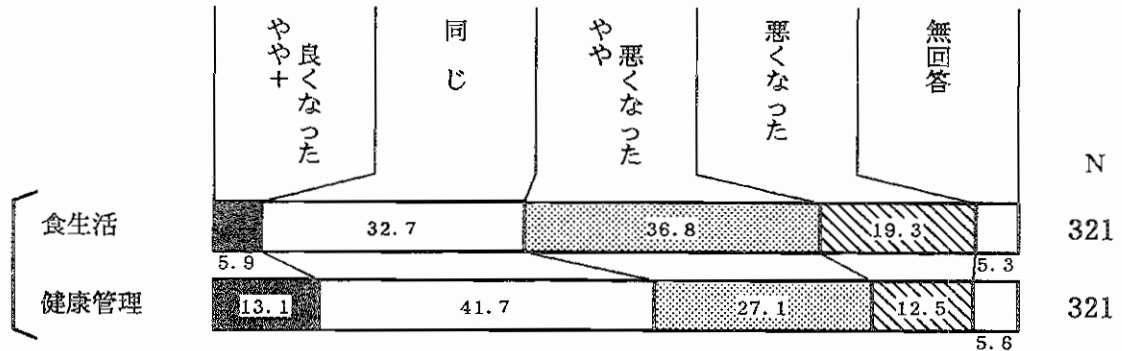 やや+良くなった
同じ
やや悪くなった
悪くなった
無回答
N
食生活 5.9 32.7 36.8 19.3 5.3 321
健康管理 13.1 41.7 27.1 12.5 5.6 321